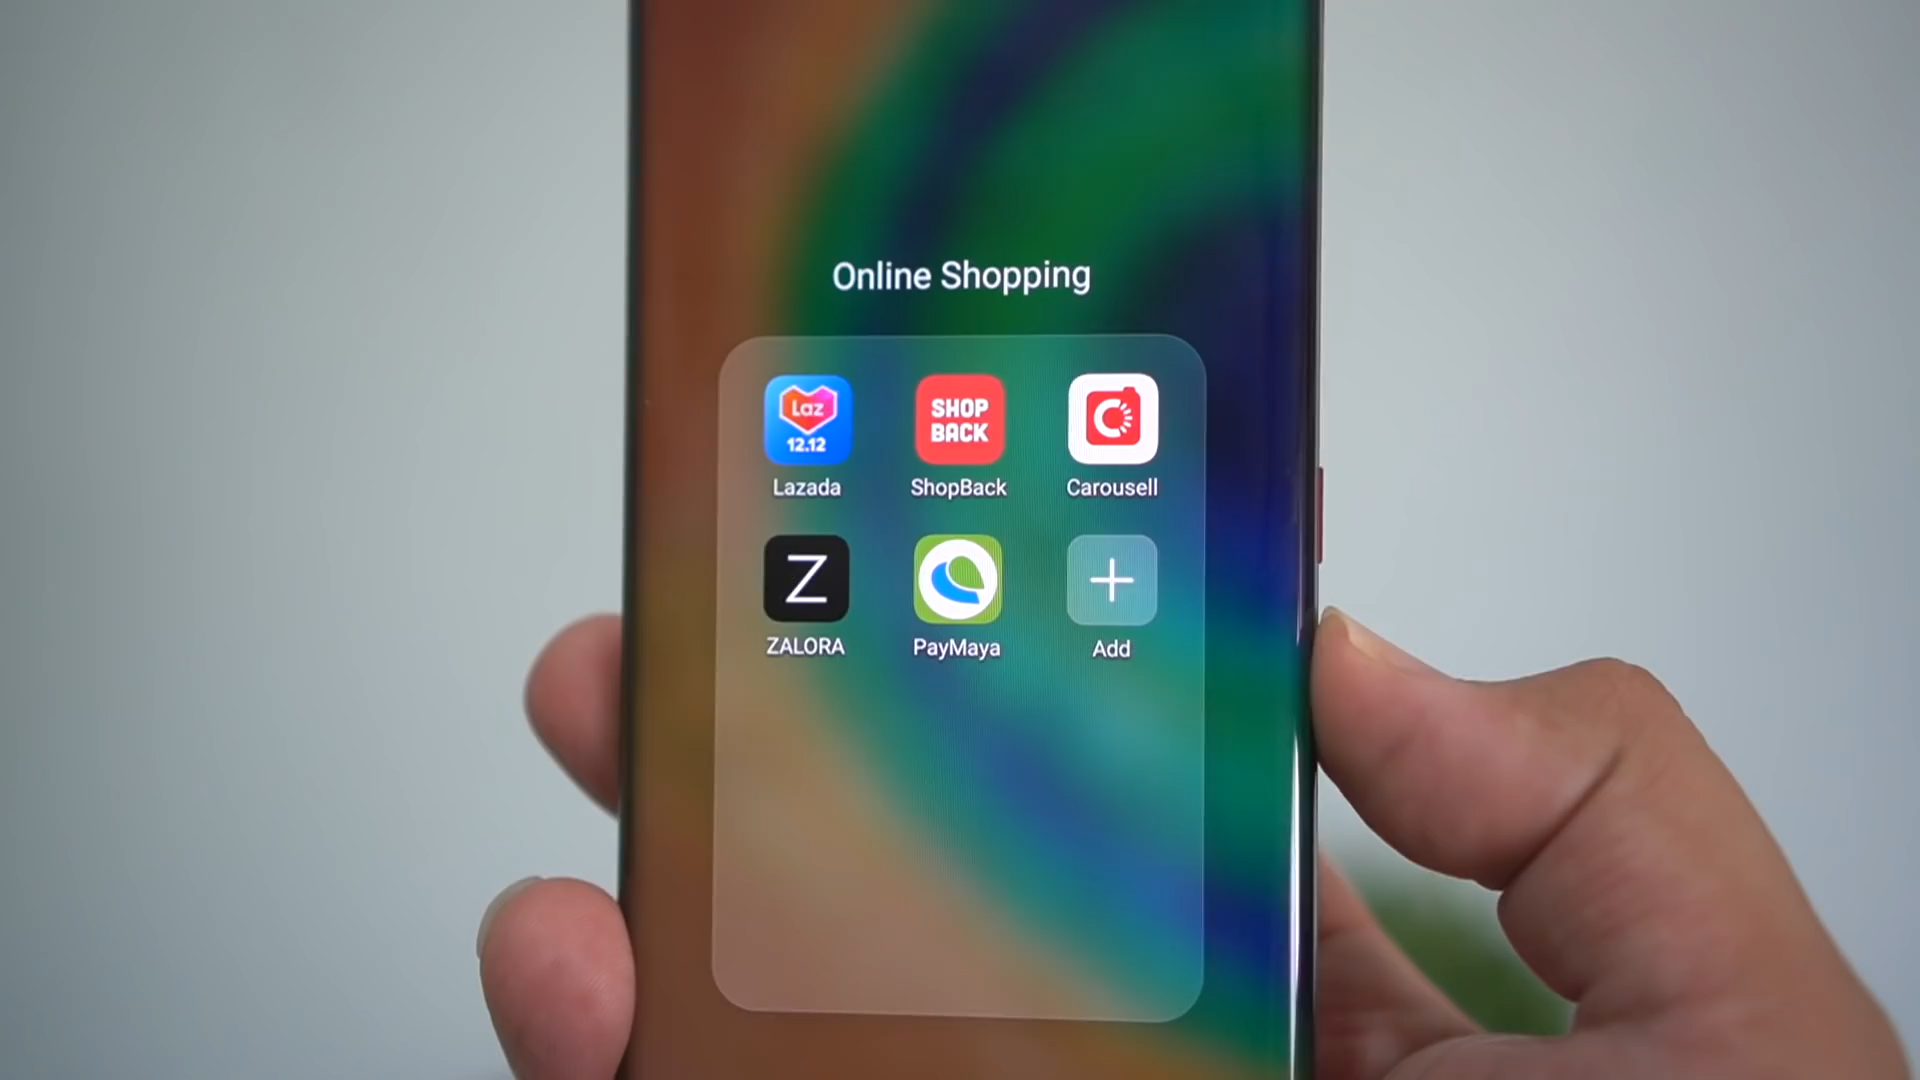 Online Shopping
Laz
12.12
SHOP
BACK
Lazada
ShopBack
Carousell
Z
ZALORA
PayMaya
Add